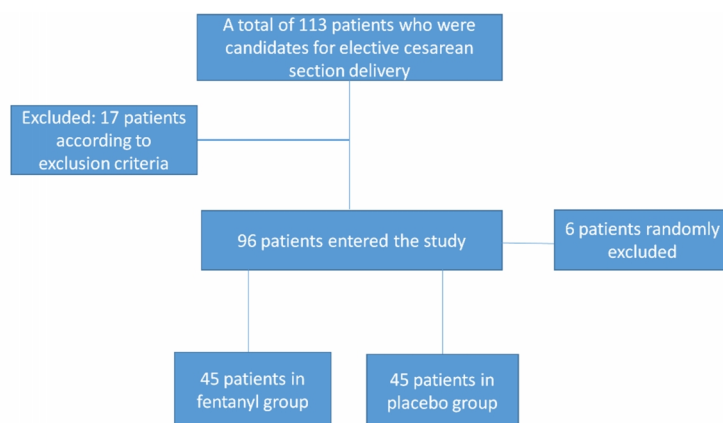 A total of 113 patients who were
candidates for elective cesarean
section delivery
Excluded: 17 patients
according to
exclusion criteria
96 patients entered the study
6 patients randomly
excluded
45 patients in
fentanyl group
45 patients in
placebo group